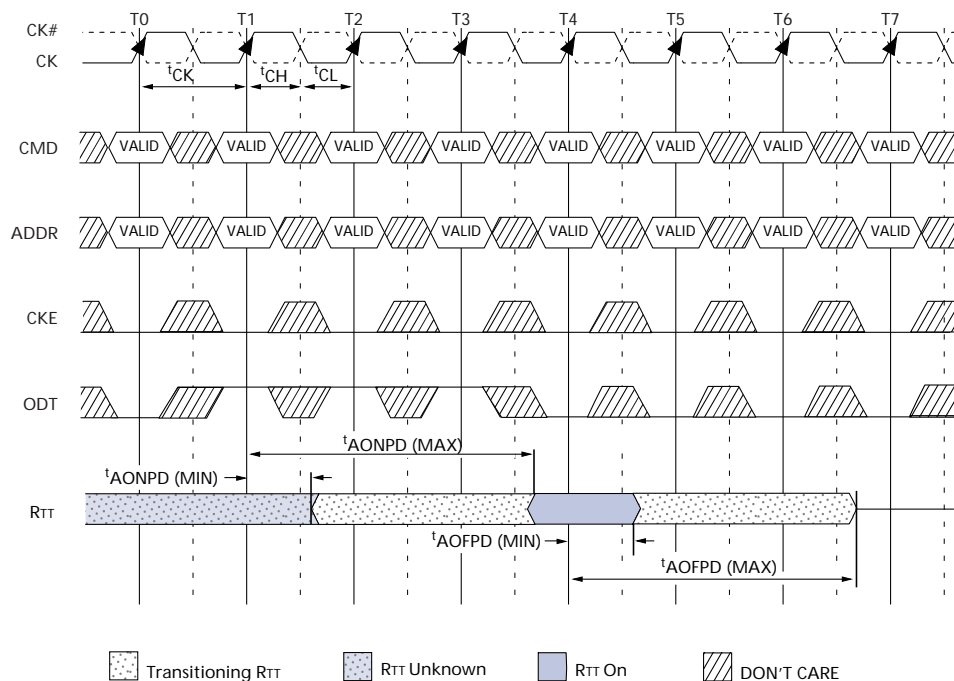 T0 T1 T2 T3 T4 T5 T6 T7
CK#
CK
tCK tCH tCL
CMD VALID VALID VALID VALID VALID VALID VALID VALID
ADDR VALID VALID VALID VALID VALID VALID VALID VALID
CKE
ODT
tAONPD (MAX)
tAONPD (MIN)
RTT
tAOFPD (MIN)
tAOFPD (MAX)
Transitioning RTT RTT Unknown RTT On DON'T CARE